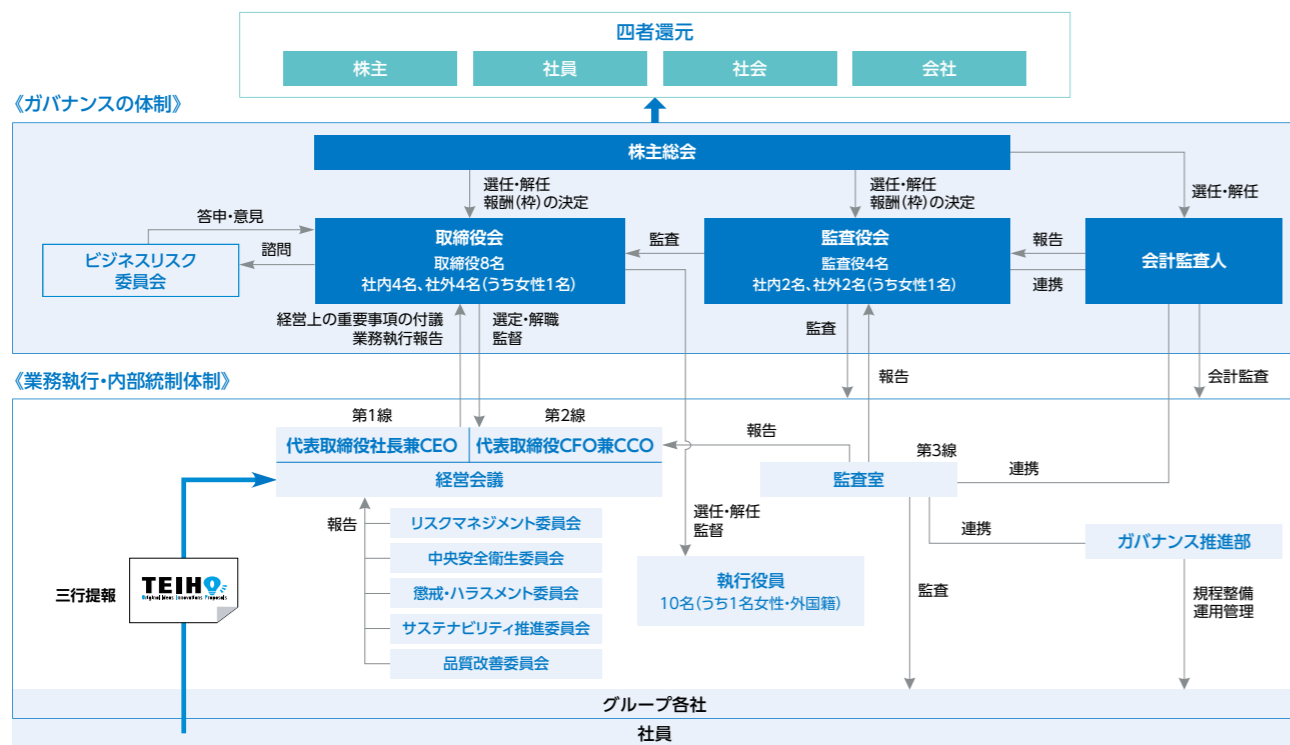 四者還元
株主
社員
社会
会社
《ガバナンスの体制》
株主総会
選任・解任
報酬(枠)の決定
選任・解任
報酬(枠)の決定
選任・解任
答申・意見
諮問
ビジネスリスク
委員会
取締役会
取締役8名
社内4名、社外4名(うち女性1名)
監査
監査役会
監査役4名
社内2名、社外2名(うち女性1名)
報告
連携
会計監査人
経営上の重要事項の付議
業務執行報告
選定・解職
監督
監査
報告
会計監査
《業務執行・内部統制体制》
第1線
第2線
代表取締役社長兼CEO
代表取締役CFO兼CCO
経営会議
報告
第3線
監査室
連携
報告
リスクマネジメント委員会
中央安全衛生委員会
懲戒・ハラスメント委員会
サステナビリティ推進委員会
品質改善委員会
選任・解任
監督
執行役員
10名(うち1名女性・外国籍)
連携
ガバナンス推進部
監査
規程整備
運用管理
三行提報
TEIHO
Original Ideas Innovations Proposals
グループ各社
社員